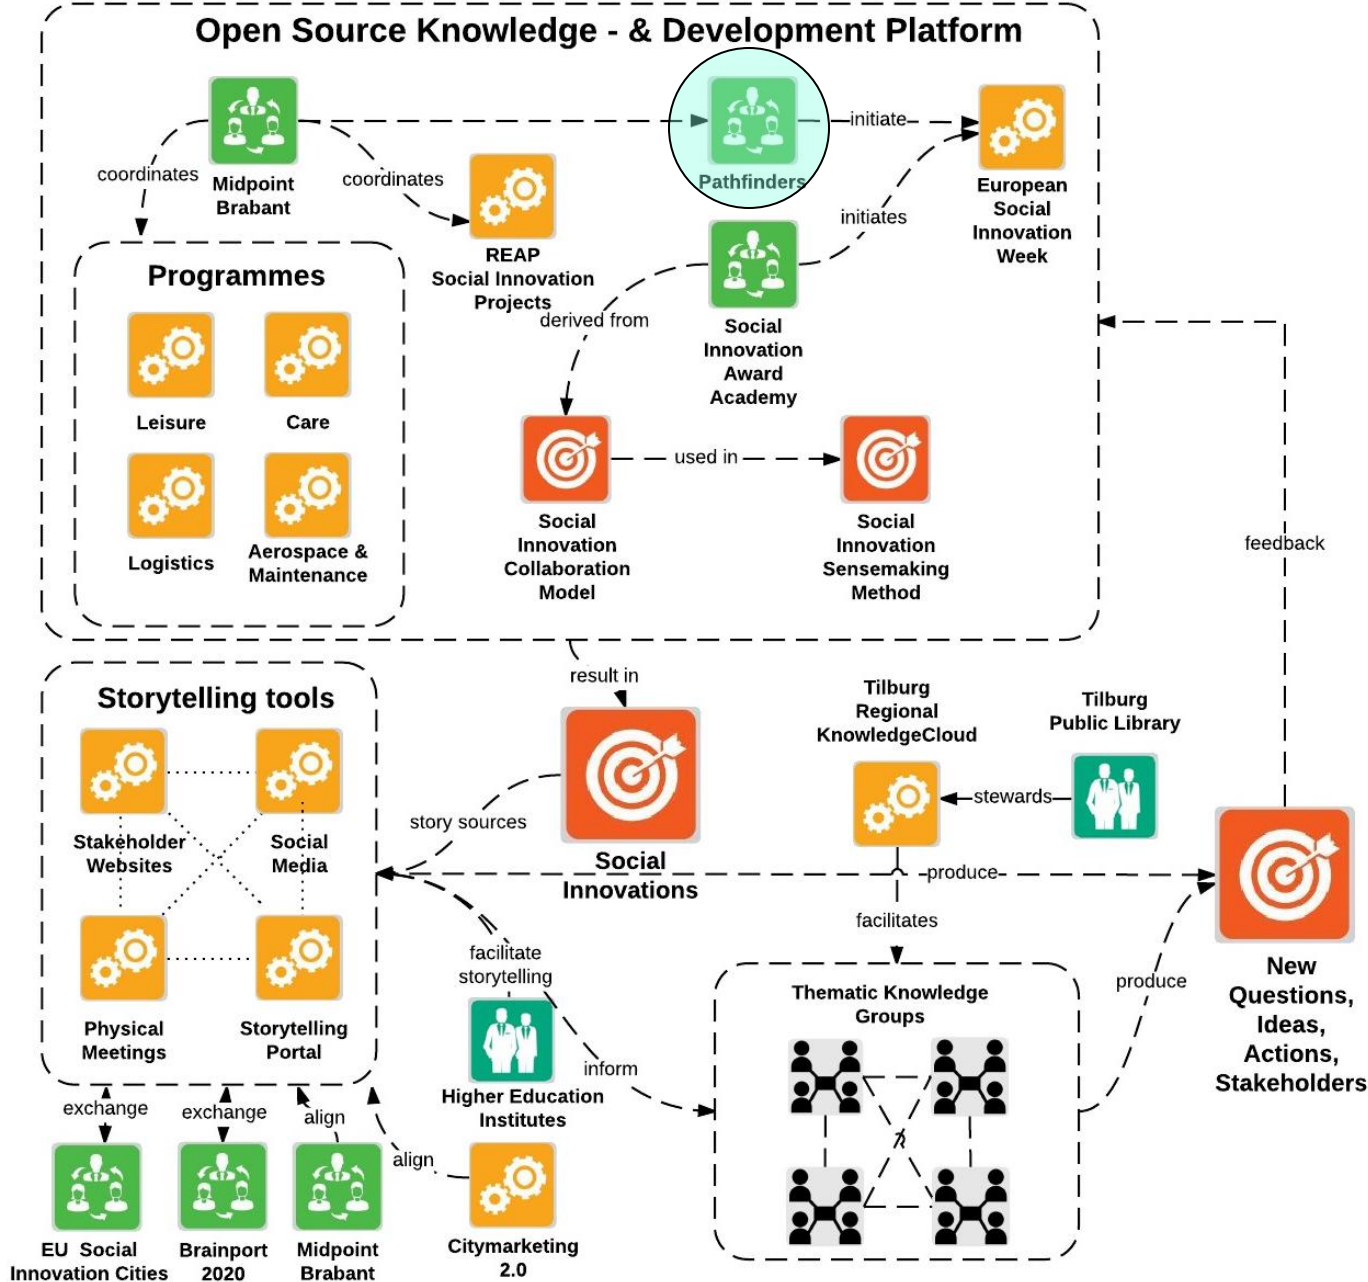 Open Source Knowledge - & Development Platform
Midpoint
Brabant
coordinates
coordinates
Pathfinders
initiate
European
Social
Innovation
Week
initiates
REAP
Social Innovation
Projects
Social
Innovation
Award
Academy
derived from
Programmes
Leisure
Care
Logistics
Aerospace &
Maintenance
used in
Social
Innovation
Collaboration
Model
Social
Innovation
Sensemaking
Method
feedback
result in
Storytelling tools
Stakeholder
Websites
Social
Media
Physical
Meetings
Storytelling
Portal
story sources
Social
Innovations
Tilburg
Regional
KnowledgeCloud
Tilburg
Public Library
stewards
produce
facilitates
facilitate
storytelling
Higher Education
Institutes
inform
Thematic Knowledge
Groups
produce
New
Questions,
Ideas,
Actions,
Stakeholders
exchange
exchange
align
align
EU Social
Innovation Cities
Brainport
2020
Midpoint
Brabant
Citymarketing
2.0